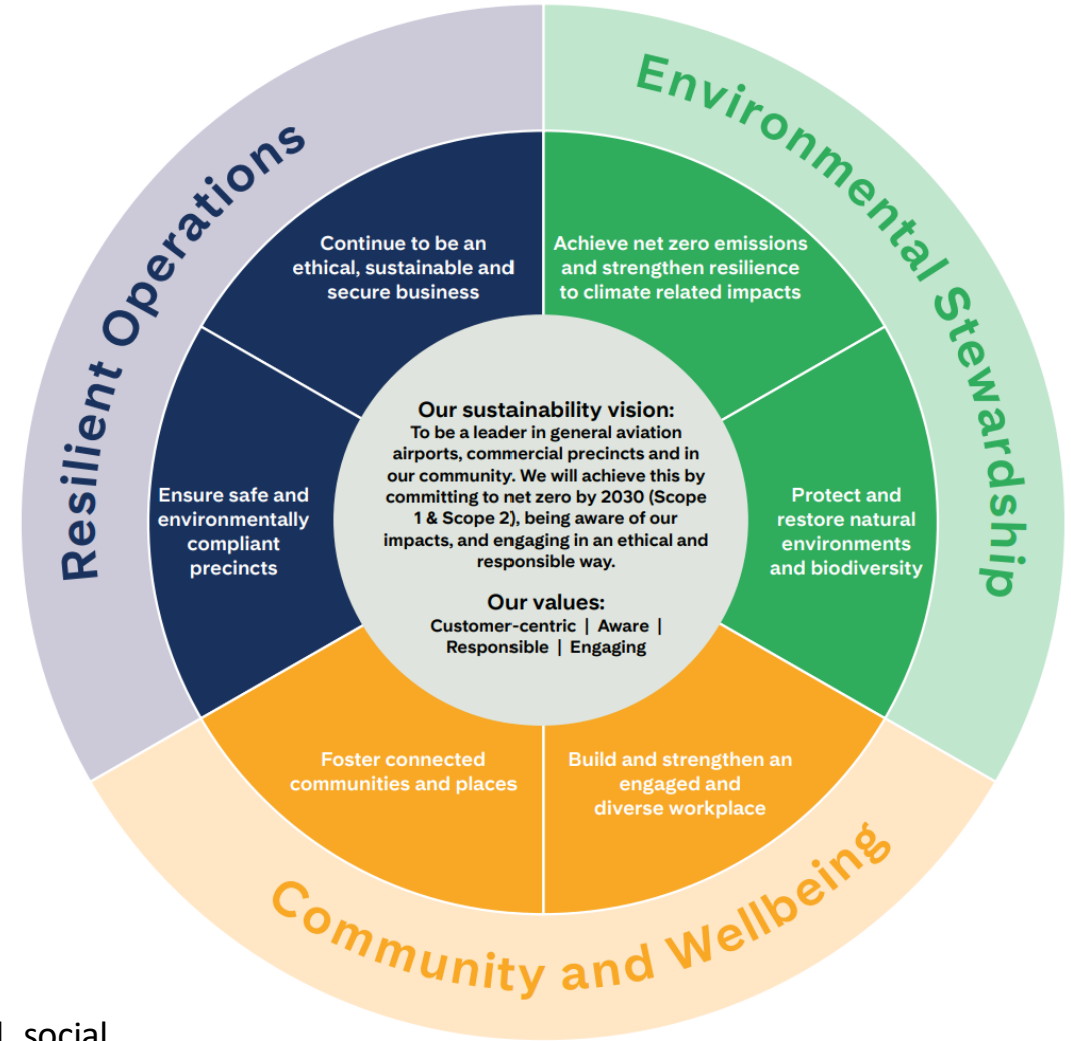 Resilient Operations
Environmental Stewardship
Continue to be an
ethical, sustainable and
secure business
Achieve net zero emissions
and strengthen resilience
to climate related impacts
Ensure safe and
environmentally
compliant
precincts
Our sustainability vision:
To be a leader in general aviation
airports, commercial precincts and in
our community. We will achieve this by
committing to net zero by 2030 (Scope
1 & Scope 2), being aware of our
impacts, and engaging in an ethical and
responsible way.
Our values:
Customer-centric | Aware |
Responsible | Engaging
Protect and
restore natural
environments
and biodiversity
Foster connected
communities and places
Build and strengthen an
engaged and
diverse workplace
Community and Wellbeing
social